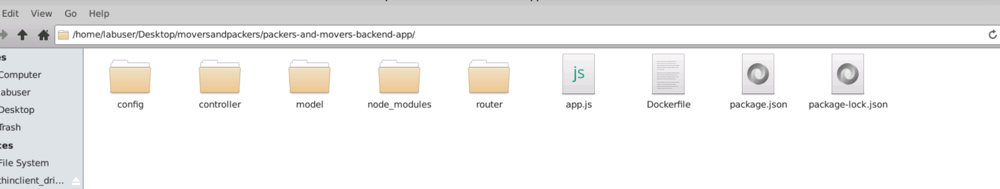 Edit View Go Help
/home/labuser/Desktop/moversandpackers/packers-and-movers-backend-app/
es
Computer
abuser
Desktop
Trash
ces
File System
thinclient_dri...
config controller model node_modules router app.js Dockerfile package.json package-lock.json
js